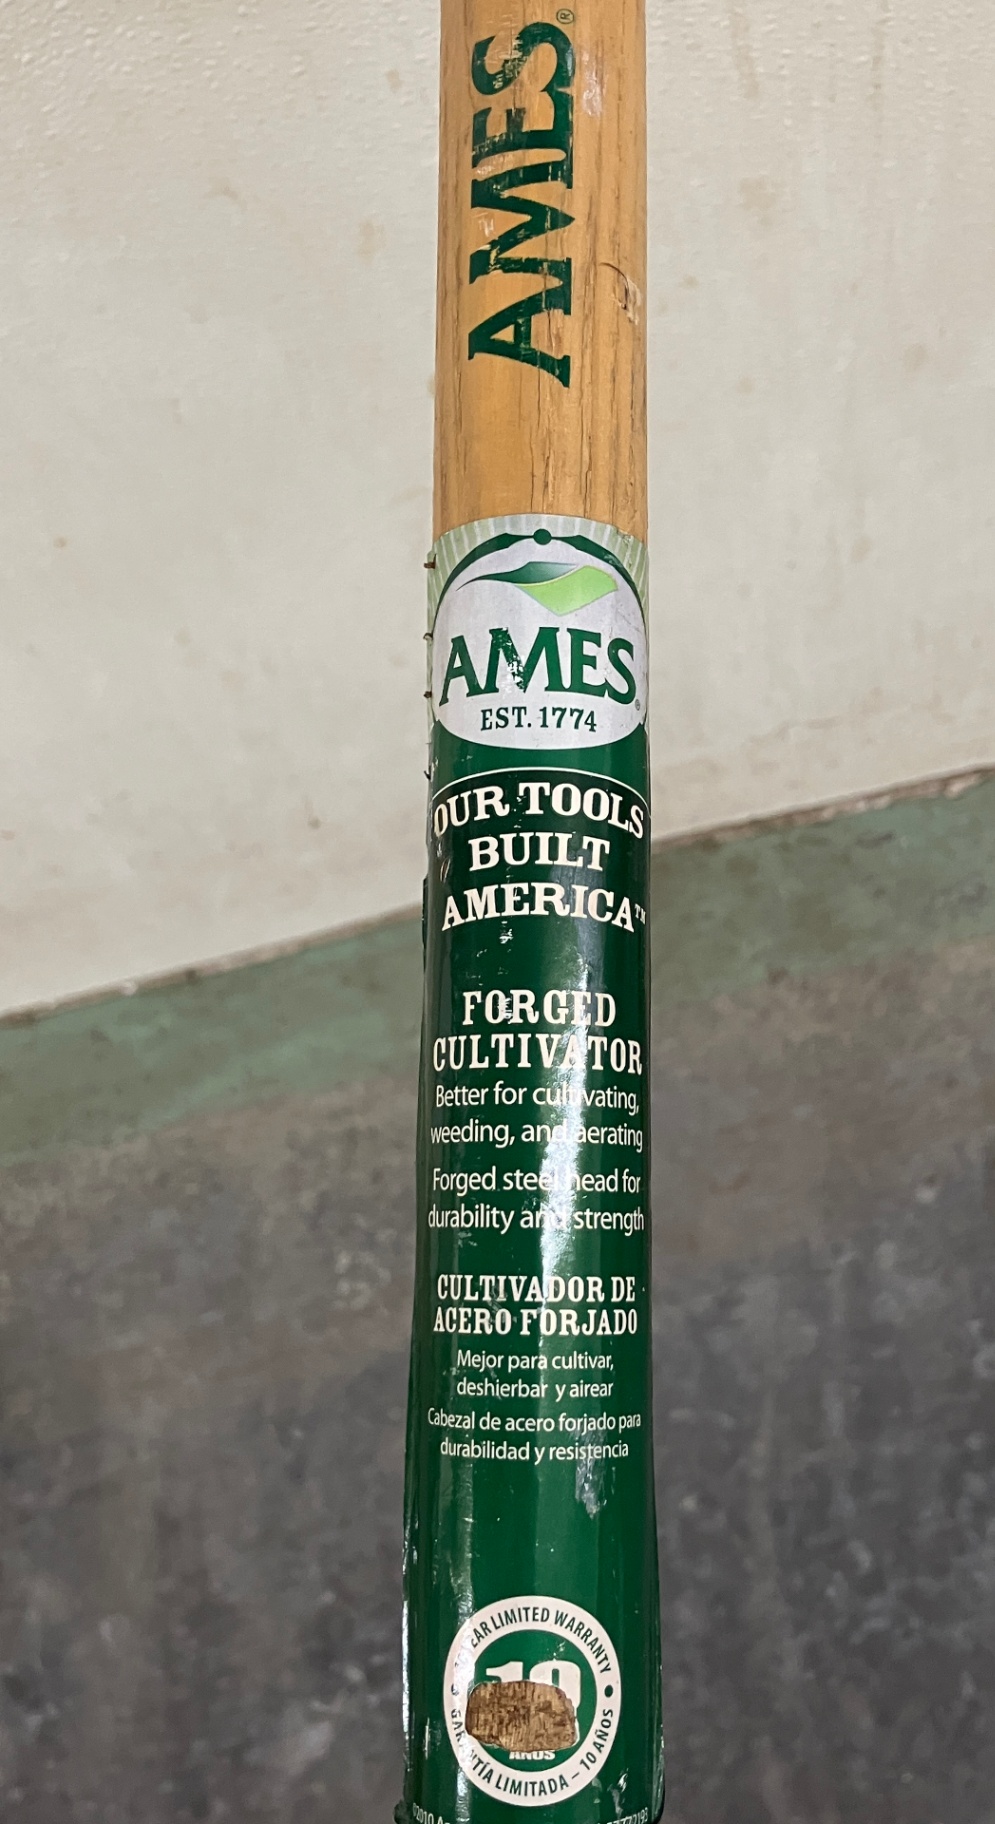 AMES®
AMES®
EST. 1774
OUR TOOLS
BUILT
AMERICA™
FORGED
CULTIVATOR
Better for cultivating,
weeding, and aerating
Forged steel head for
durability and strength
CULTIVADOR DE
ACERO FORJADO
Mejor para cultivar,
deshierbar y airear
Cabezal de acero forjado para
durabilidad y resistencia
LIMITED WARRANTY
10
AÑOS
GARANTÍA LIMITADA – 10 AÑOS
©2010